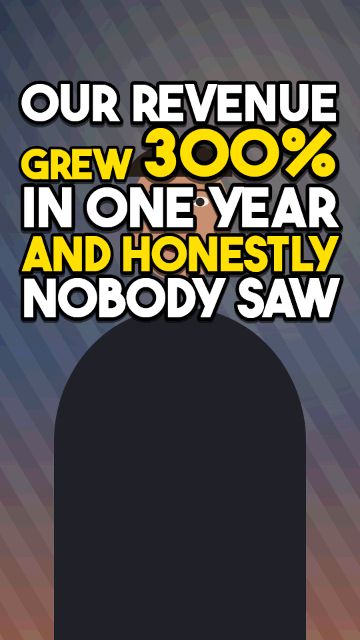 OUR REVENUE
GREW 300%
IN ONE YEAR
AND HONESTLY
NOBODY SAW